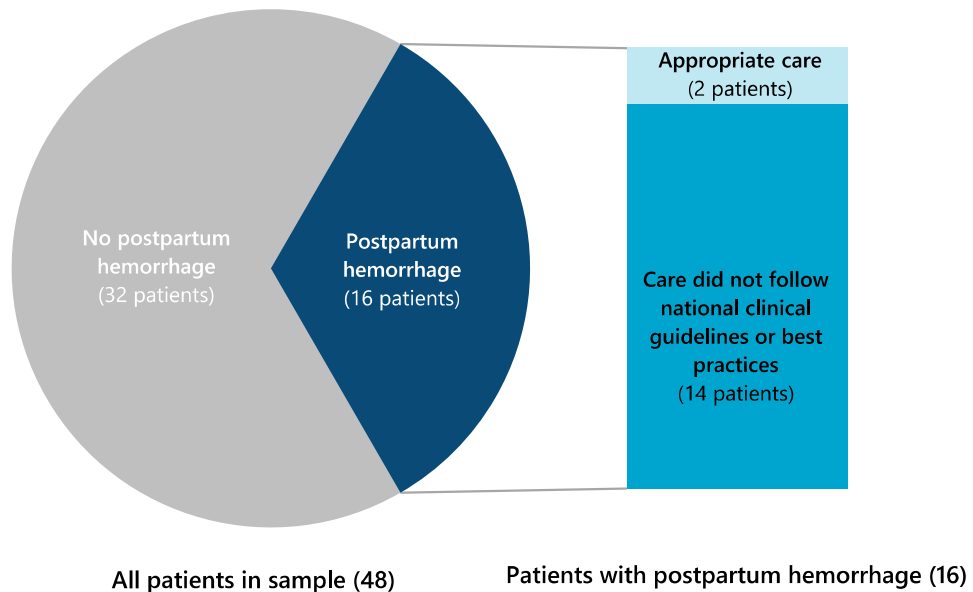 No postpartum
hemorrhage
(32 patients)
Postpartum
hemorrhage
(16 patients)
Appropriate care
(2 patients)
Care did not follow
national clinical
guidelines or best
practices
(14 patients)
All patients in sample (48)
Patients with postpartum hemorrhage (16)